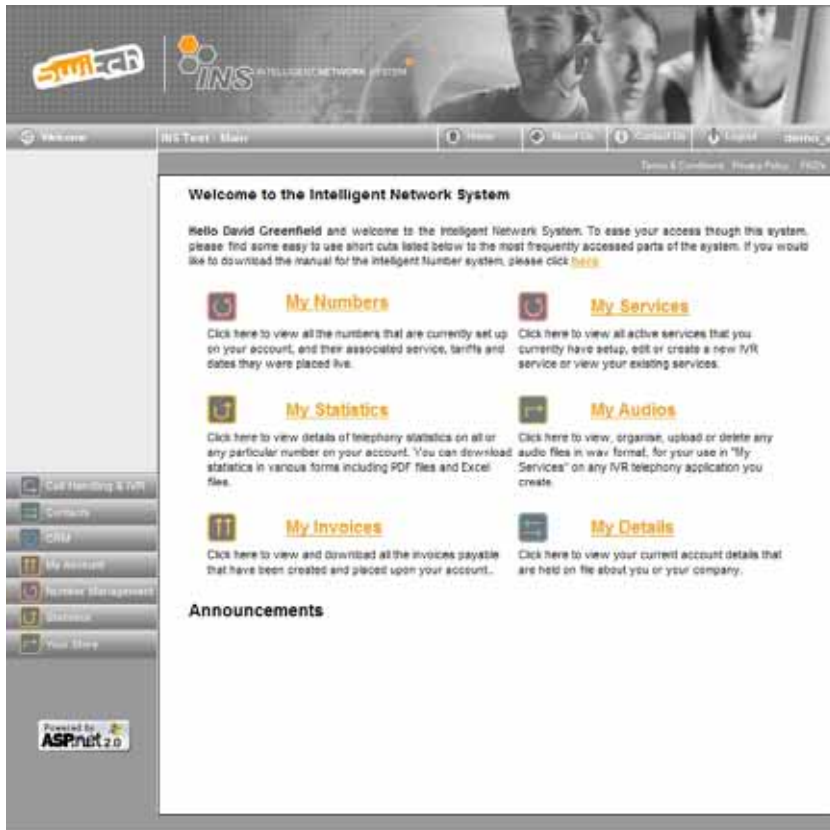 switch
INS INTELLIGENT NETWORK SYSTEM
Welcome
INS Test - Main
Home
About Us
Contact Us
Logout
Terms & Conditions Privacy Policy FAQ's
Welcome to the Intelligent Network System
Hello David Greenfield and welcome to the Intelligent Network System. To ease your access though this system,
please find some easy to use short cuts listed below to the most frequently accessed parts of the system. If you would
like to download the manual for the Intelligent Number system, please click here
My Numbers
Click here to view all the numbers that are currently set up
on your account, and their associated service, tariffs and
dates they were placed live.
My Services
Click here to view all active services that you
currently have setup, edit or create a new IVR
service or view your existing services.
My Statistics
Click here to view details of telephony statistics on all or
any particular number on your account. You can download
statistics in various forms including PDF files and Excel
files.
My Audios
Click here to view, organise, upload or delete any
audio files in wav format, for your use in "My
Services" on any IVR telephony application you
create.
My Invoices
Click here to view and download all the invoices payable
that have been created and placed upon your account..
My Details
Click here to view your current account details that
are held on file about you or your company.
Announcements
Call Handling & IVR
Contacts
CRM
My Account
Number Management
Statistics
Your Store
Powered by
ASP.net 2.0